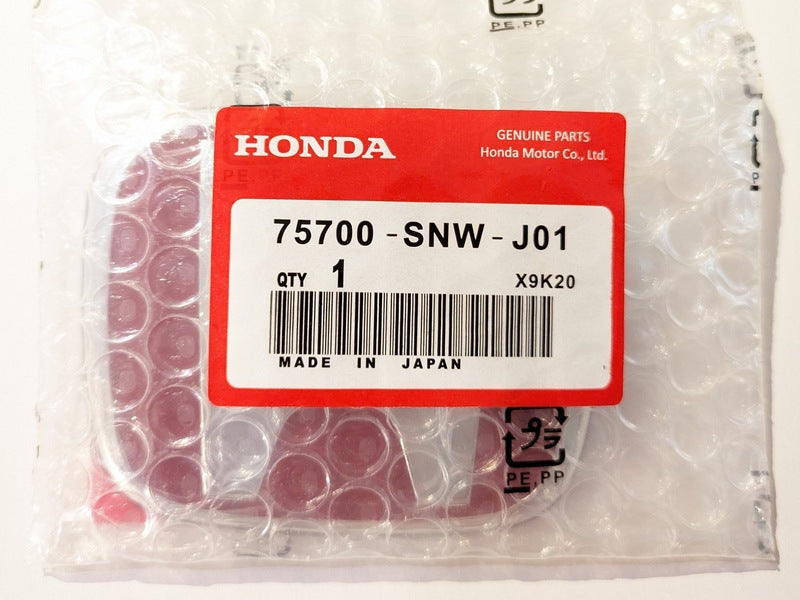 PE,PP
HONDA
GENUINE PARTS
Honda Motor Co., Ltd.
75700 - SNW - J01
QTY 1
X9K20
MADE IN JAPAN
プラ
PE,PP